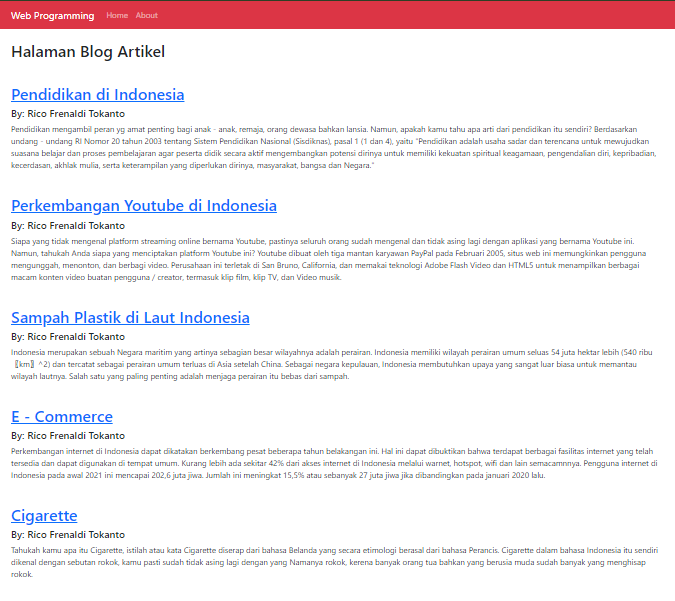 Web Programming Home About
Halaman Blog Artikel
Pendidikan di Indonesia
By: Rico Frenaldi Tokanto
Pendidikan mengambil peran yg amat penting bagi anak - anak, remaja, orang dewasa bahkan lansia. Namun, apakah kamu tahu apa arti dari pendidikan itu sendiri? Berdasarkan
undang - undang RI Nomor 20 tahun 2003 tentang Sistem Pendidikan Nasional (Sisdiknas), pasal 1 (1 dan 4), yaitu "Pendidikan adalah usaha sadar dan terencana untuk mewujudkan
suasana belajar dan proses pembelajaran agar peserta didik secara aktif mengembangkan potensi dirinya untuk memiliki kekuatan spiritual keagamaan, pengendalian diri, kepribadian,
kecerdasan, akhlak mulia, serta keterampilan yang diperlukan dirinya, masyarakat, bangsa dan Negara."
Perkembangan Youtube di Indonesia
By: Rico Frenaldi Tokanto
Siapa yang tidak mengenal platform streaming online bernama Youtube, pastinya seluruh orang sudah mengenal dan tidak asing lagi dengan aplikasi yang bernama Youtube ini.
Namun, tahukah Anda siapa yang menciptakan platform Youtube ini? Youtube dibuat oleh tiga mantan karyawan PayPal pada Februari 2005, situs web ini memungkinkan pengguna
mengunggah, menonton, dan berbagi video. Perusahaan ini terletak di San Bruno, California, dan memakai teknologi Adobe Flash Video dan HTML5 untuk menampilkan berbagai
macam konten video buatan pengguna / creator, termasuk klip film, klip TV, dan Video musik.
Sampah Plastik di Laut Indonesia
By: Rico Frenaldi Tokanto
Indonesia merupakan sebuah Negara maritim yang artinya sebagian besar wilayahnya adalah perairan. Indonesia memiliki wilayah perairan umum seluas 54 juta hektar lebih (540 ribu
〖km〗^2) dan tercatat sebagai perairan umum terluas di Asia setelah China. Sebagai negara kepulauan, Indonesia membutuhkan upaya yang sangat luar biasa untuk memantau
wilayah lautnya. Salah satu yang paling penting adalah menjaga perairan itu bebas dari sampah.
E - Commerce
By: Rico Frenaldi Tokanto
Perkembangan internet di Indonesia dapat dikatakan berkembang pesat beberapa tahun belakangan ini. Hal ini dapat dibuktikan bahwa terdapat berbagai fasilitas internet yang telah
tersedia dan dapat digunakan di tempat umum. Kurang lebih ada sekitar 42% dari akses internet di Indonesia melalui warnet, hotspot, wifi dan lain semacamnnya. Pengguna internet di
Indonesia pada awal 2021 ini mencapai 202,6 juta jiwa. Jumlah ini meningkat 15,5% atau sebanyak 27 juta jiwa jika dibandingkan pada januari 2020 lalu.
Cigarette
By: Rico Frenaldi Tokanto
Tahukah kamu apa itu Cigarette, istilah atau kata Cigarette diserap dari bahasa Belanda yang secara etimologi berasal dari bahasa Perancis. Cigarette dalam bahasa Indonesia itu sendiri
dikenal dengan sebutan rokok, kamu pasti sudah tidak asing lagi dengan yang Namanya rokok, kerena banyak orang tua bahkan yang berusia muda sudah banyak yang menghisap
rokok.